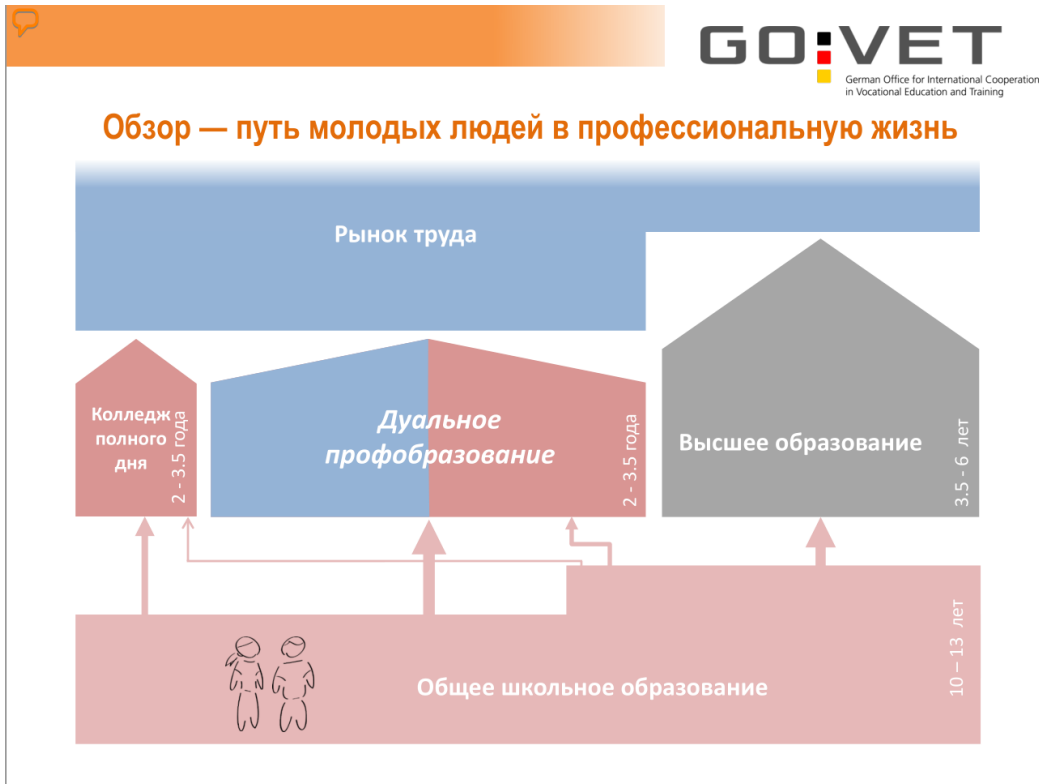 GO:VET
German Office for International Cooperation
in Vocational Education and Training
Обзор — путь молодых людей в профессиональную жизнь
Рынок труда
Колледж
полного
дня
2 - 3.5 года
Дуальное
профобразование
2 - 3.5 года
Высшее образование
3.5 - 6 лет
Общее школьное образование
10 – 13 лет